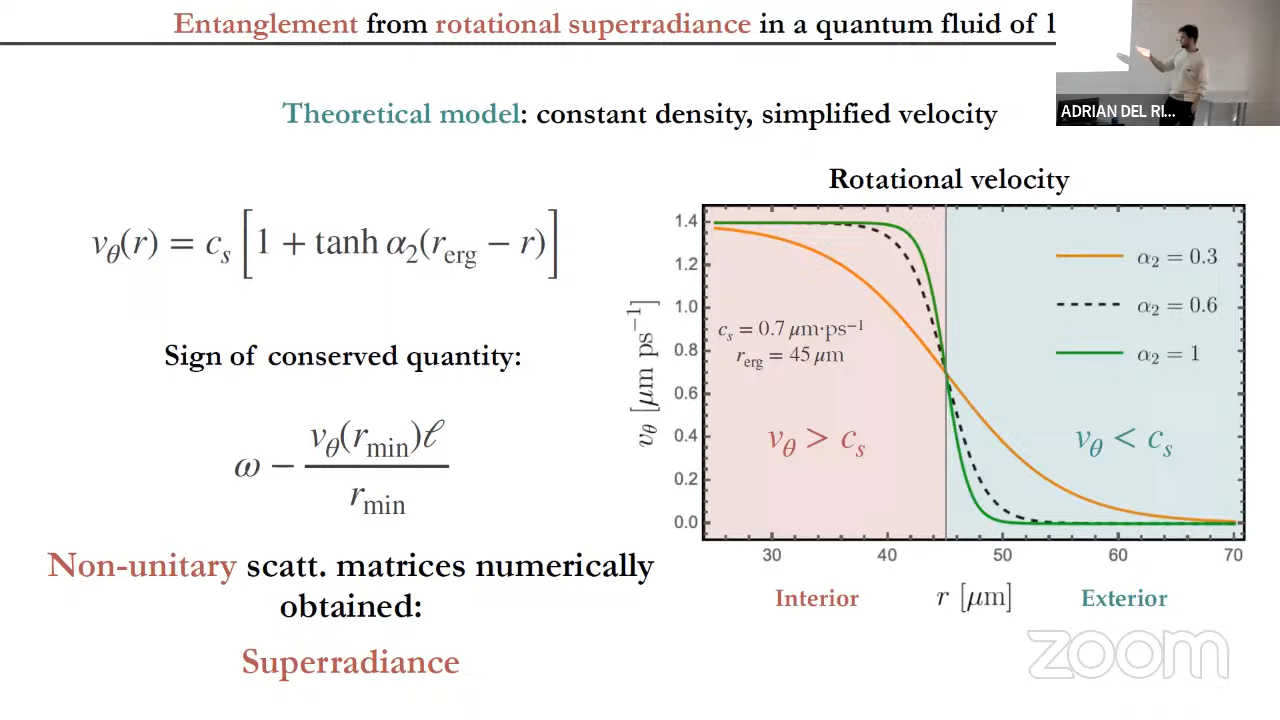 Entanglement from rotational superradiance in a quantum fluid of l
ADRIAN DEL RI...
Theoretical model: constant density, simplified velocity
Rotational velocity
v_θ(r) = c_s [1 + tanh α_2(r_erg − r)]
Sign of conserved quantity:
ω − v_θ(r_min)ℓ / r_min
Non-unitary scatt. matrices numerically
obtained:
Superradiance
v_θ [μm ps^−1]
1.4
1.2
1.0
0.8
0.6
0.4
0.2
0.0
α_2 = 0.3
α_2 = 0.6
α_2 = 1
c_s = 0.7 μm·ps^−1
r_erg = 45 μm
v_θ > c_s
v_θ < c_s
30 40 50 60 70
Interior r [μm] Exterior
zoom